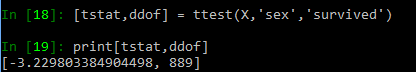 In [18]: [tstat,ddof] = ttest(X,'sex','survived')
In [19]: print[tstat,ddof]
[-3.229803384904498, 889]